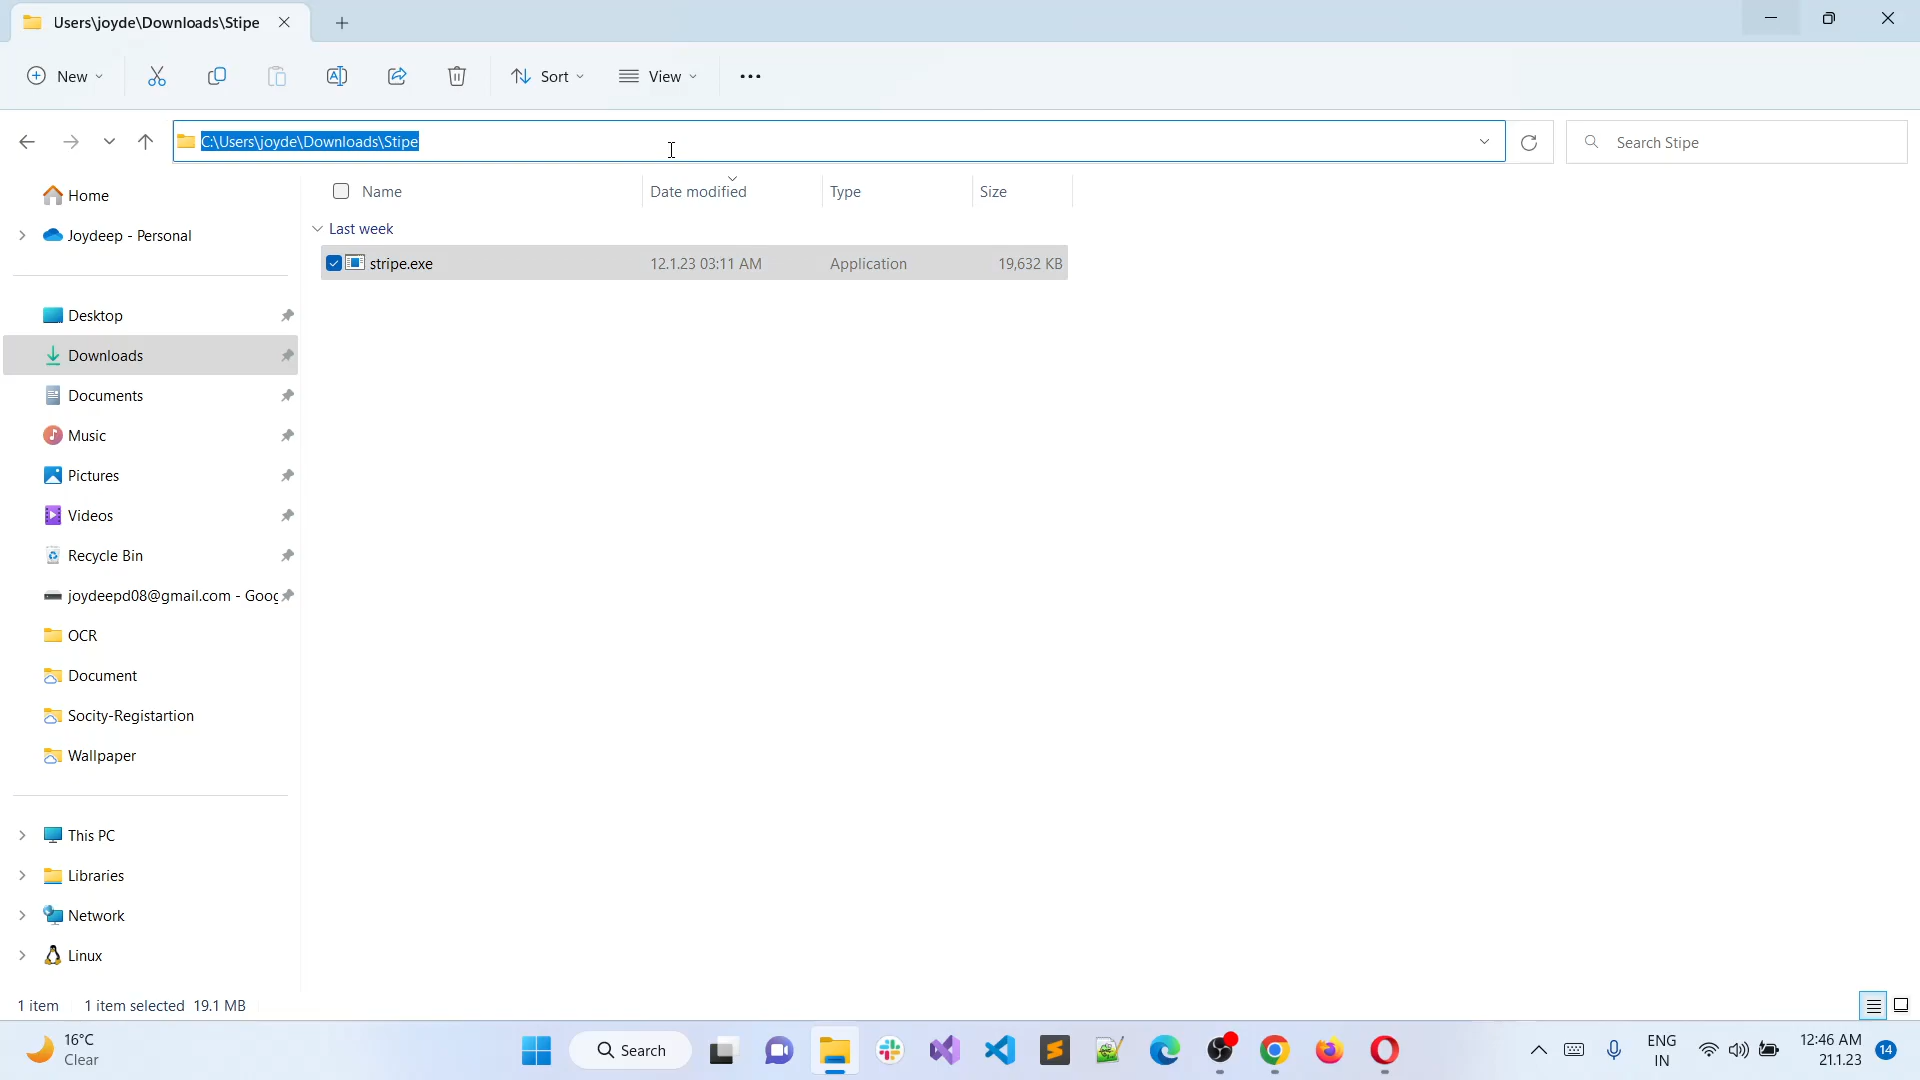 Users\joyde\Downloads\Stipe
New
Sort
View
C:\Users\joyde\Downloads\Stipe
Search Stipe
Home
Joydeep - Personal
Desktop
Downloads
Documents
Music
Pictures
Videos
Recycle Bin
joydeepd08@gmail.com - Goog
OCR
Document
Socity-Registartion
Wallpaper
This PC
Libraries
Network
Linux
Name Date modified Type Size
Last week
stripe.exe 12.1.23 03:11 AM Application 19,632 KB
1 item 1 item selected 19.1 MB
16°C
Clear
Search
ENG
IN
12:46 AM
21.1.23
14